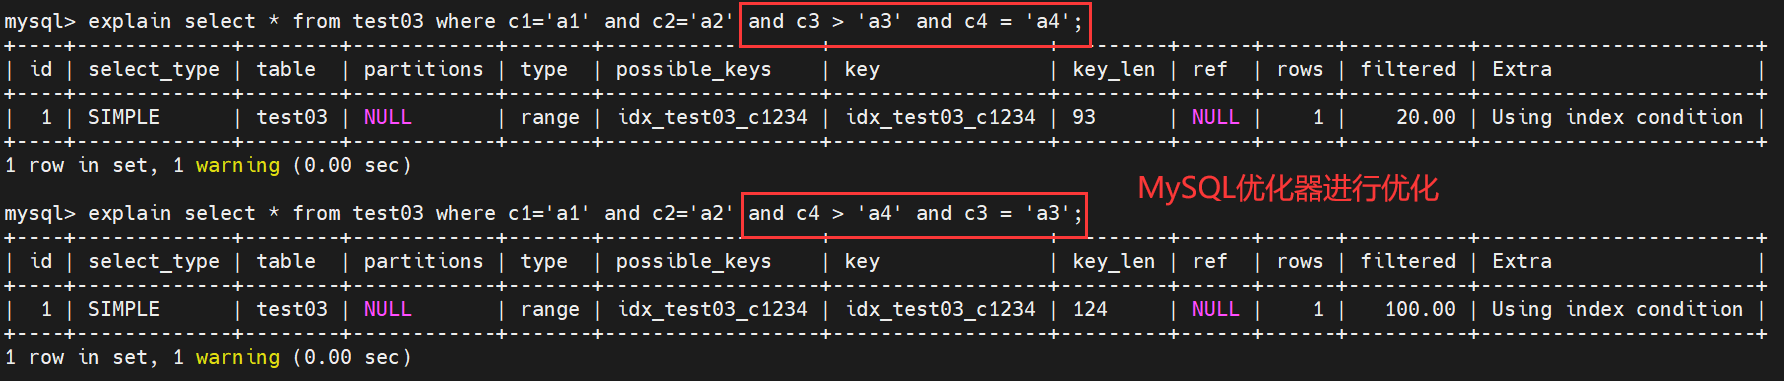 mysql> explain select * from test03 where c1='a1' and c2='a2' and c3 > 'a3' and c4 = 'a4';
+----+-------------+--------+------------+-------+-----------------+-----------------+---------+------+------+----------+-----------------------+
| id | select_type | table  | partitions | type  | possible_keys   | key             | key_len | ref  | rows | filtered | Extra                 |
+----+-------------+--------+------------+-------+-----------------+-----------------+---------+------+------+----------+-----------------------+
|  1 | SIMPLE      | test03 | NULL       | range | idx_test03_c1234 | idx_test03_c1234 | 93      | NULL |    1 |    20.00 | Using index condition |
+----+-------------+--------+------------+-------+-----------------+-----------------+---------+------+------+----------+-----------------------+
1 row in set, 1 warning (0.00 sec)
MySQL优化器进行优化
mysql> explain select * from test03 where c1='a1' and c2='a2' and c4 > 'a4' and c3 = 'a3';
+----+-------------+--------+------------+-------+-----------------+-----------------+---------+------+------+----------+-----------------------+
| id | select_type | table  | partitions | type  | possible_keys   | key             | key_len | ref  | rows | filtered | Extra                 |
+----+-------------+--------+------------+-------+-----------------+-----------------+---------+------+------+----------+-----------------------+
|  1 | SIMPLE      | test03 | NULL       | range | idx_test03_c1234 | idx_test03_c1234 | 124     | NULL |    1 |   100.00 | Using index condition |
+----+-------------+--------+------------+-------+-----------------+-----------------+---------+------+------+----------+-----------------------+
1 row in set, 1 warning (0.00 sec)